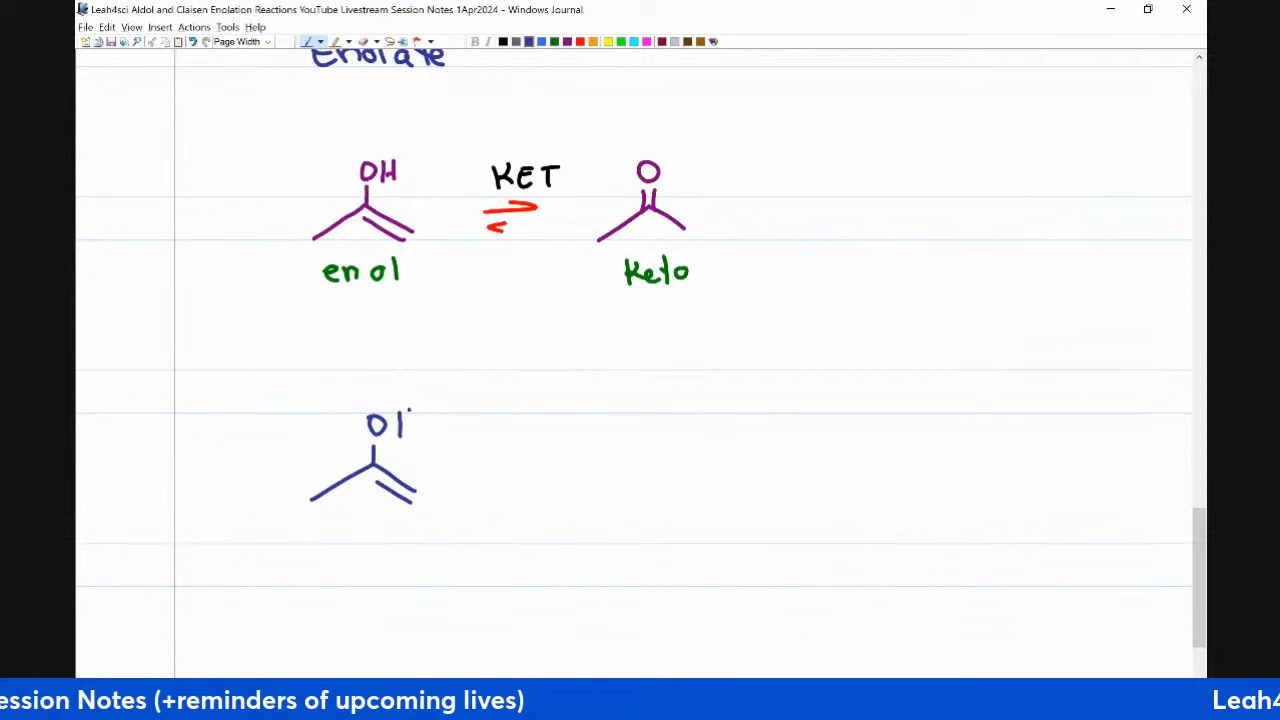 Leah4sci Aldol and Claisen Enolation Reactions YouTube Livestream Session Notes 1Apr2024 - Windows Journal
File Edit View Insert Actions Tools Help
Page Width
B I
Enolate
OH
KET
O
enol
Keto
O
ession Notes (+reminders of upcoming lives)
Leah4